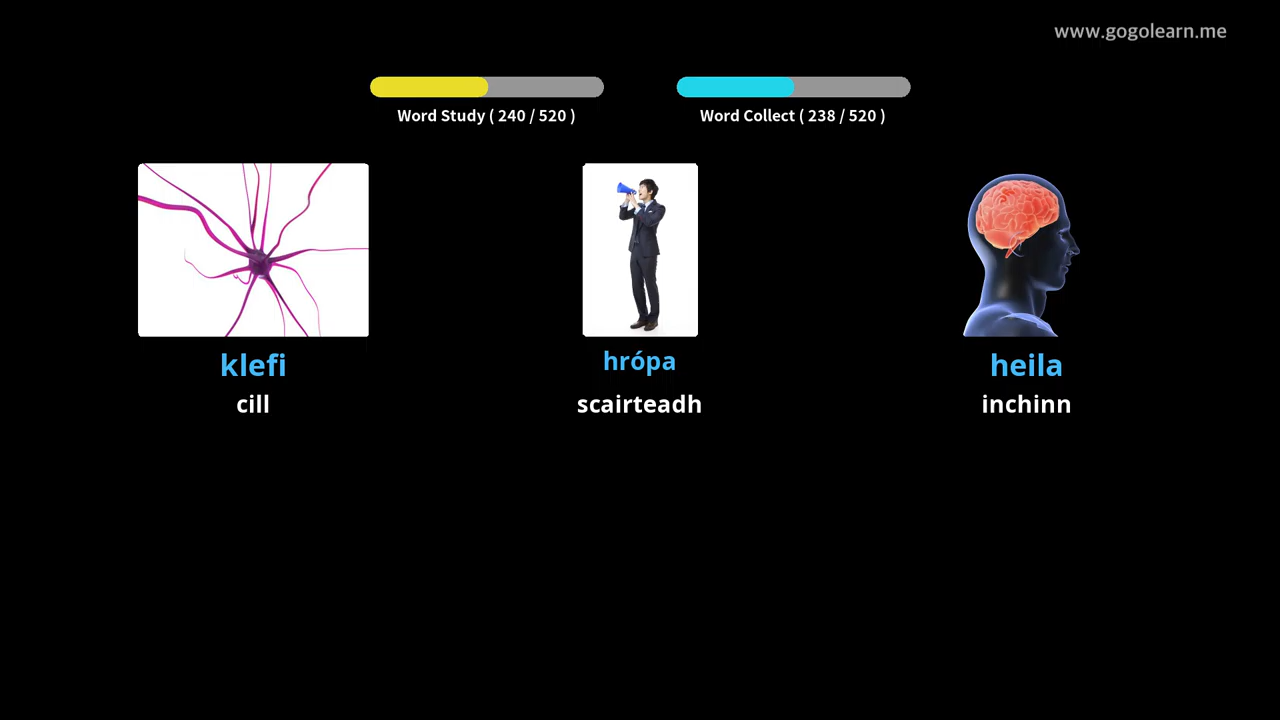 www.gogolearn.me
Word Study ( 240 / 520 )
Word Collect ( 238 / 520 )
klefi
hrópa
heila
cill
scairteadh
inchinn